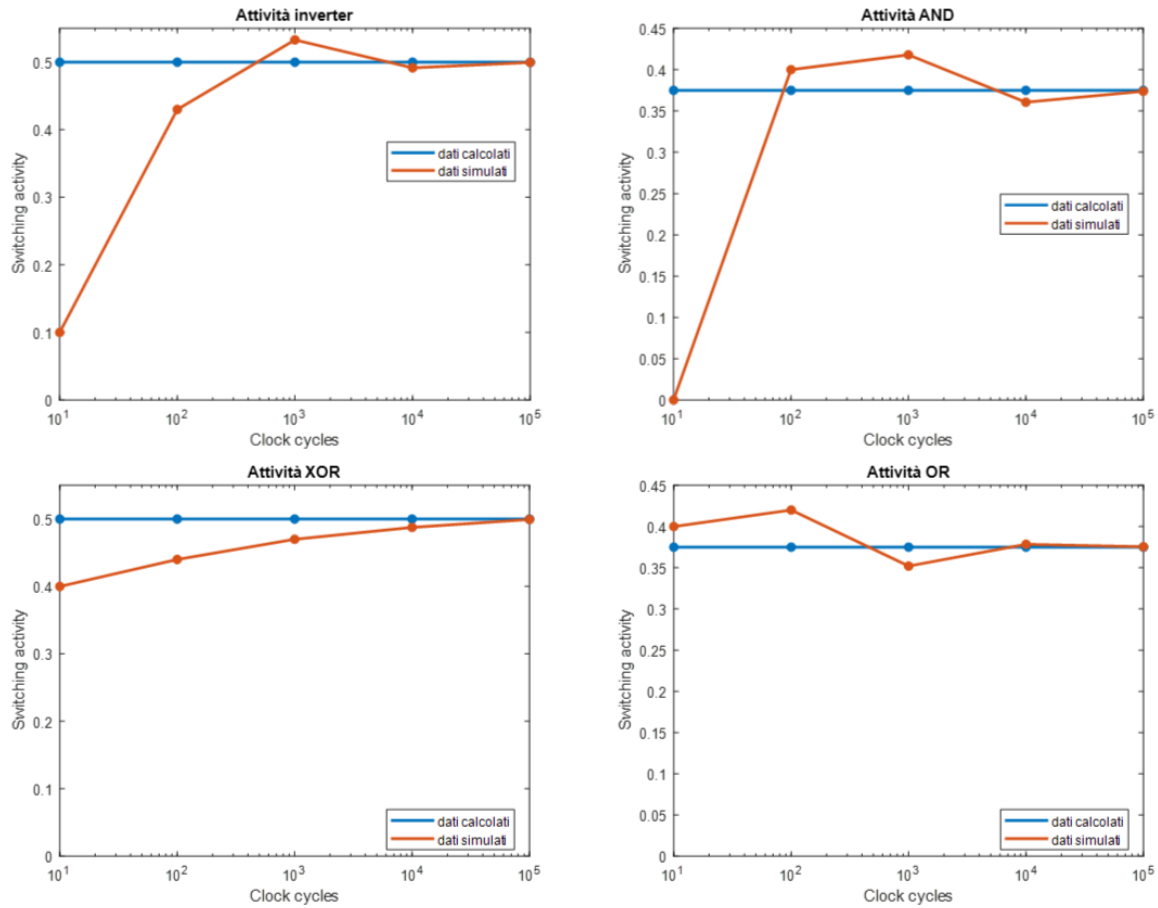 Attività inverter
0.5
0.4
0.3
0.2
0.1
0
Switching activity
dati calcolati
dati simulati
10^1 10^2 10^3 10^4 10^5
Clock cycles
Attività AND
0.45
0.4
0.35
0.3
0.25
0.2
0.15
0.1
0.05
0
Switching activity
dati calcolati
dati simulati
10^1 10^2 10^3 10^4 10^5
Clock cycles
Attività XOR
0.5
0.4
0.3
0.2
0.1
0
Switching activity
dati calcolati
dati simulati
10^1 10^2 10^3 10^4 10^5
Clock cycles
Attività OR
0.45
0.4
0.35
0.3
0.25
0.2
0.15
0.1
0.05
0
Switching activity
dati calcolati
dati simulati
10^1 10^2 10^3 10^4 10^5
Clock cycles